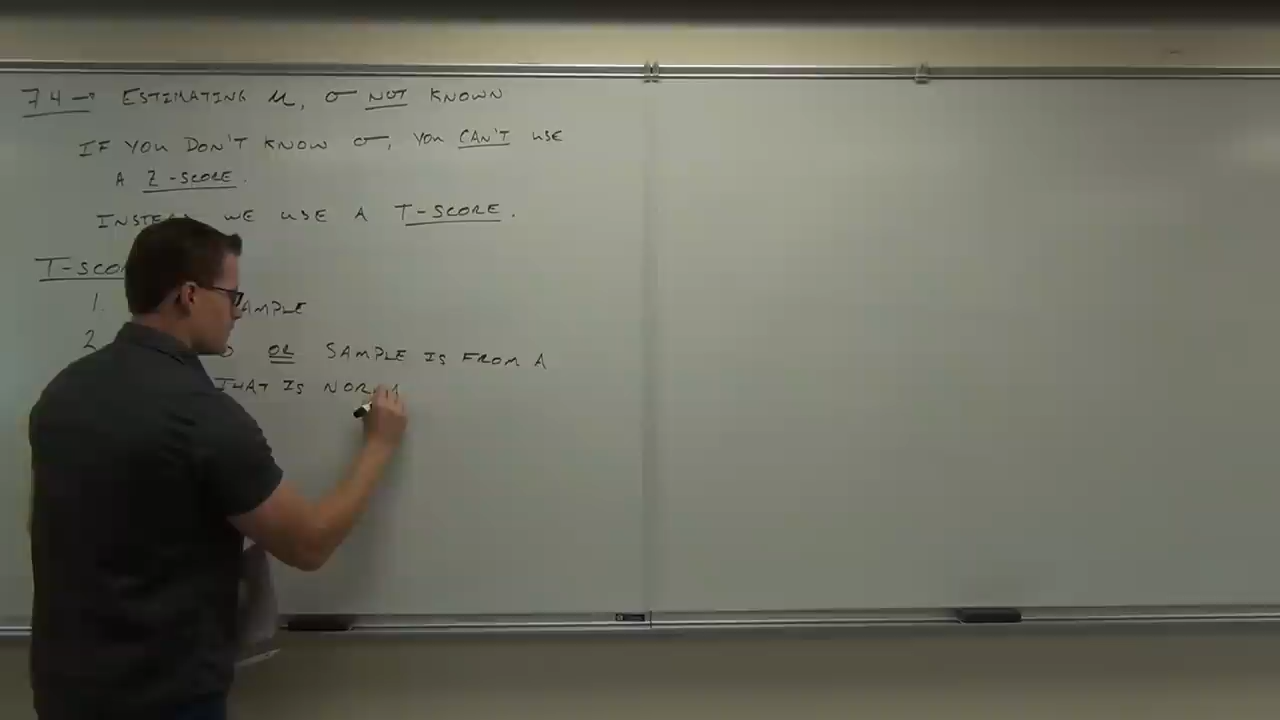 7.4 → ESTIMATING μ, σ NOT KNOWN
IF YOU DON'T KNOW σ, YOU CAN'T USE
A Z-SCORE.
WE USE A T-SCORE.
1.
2
OR SAMPLE IS FROM A
THAT IS